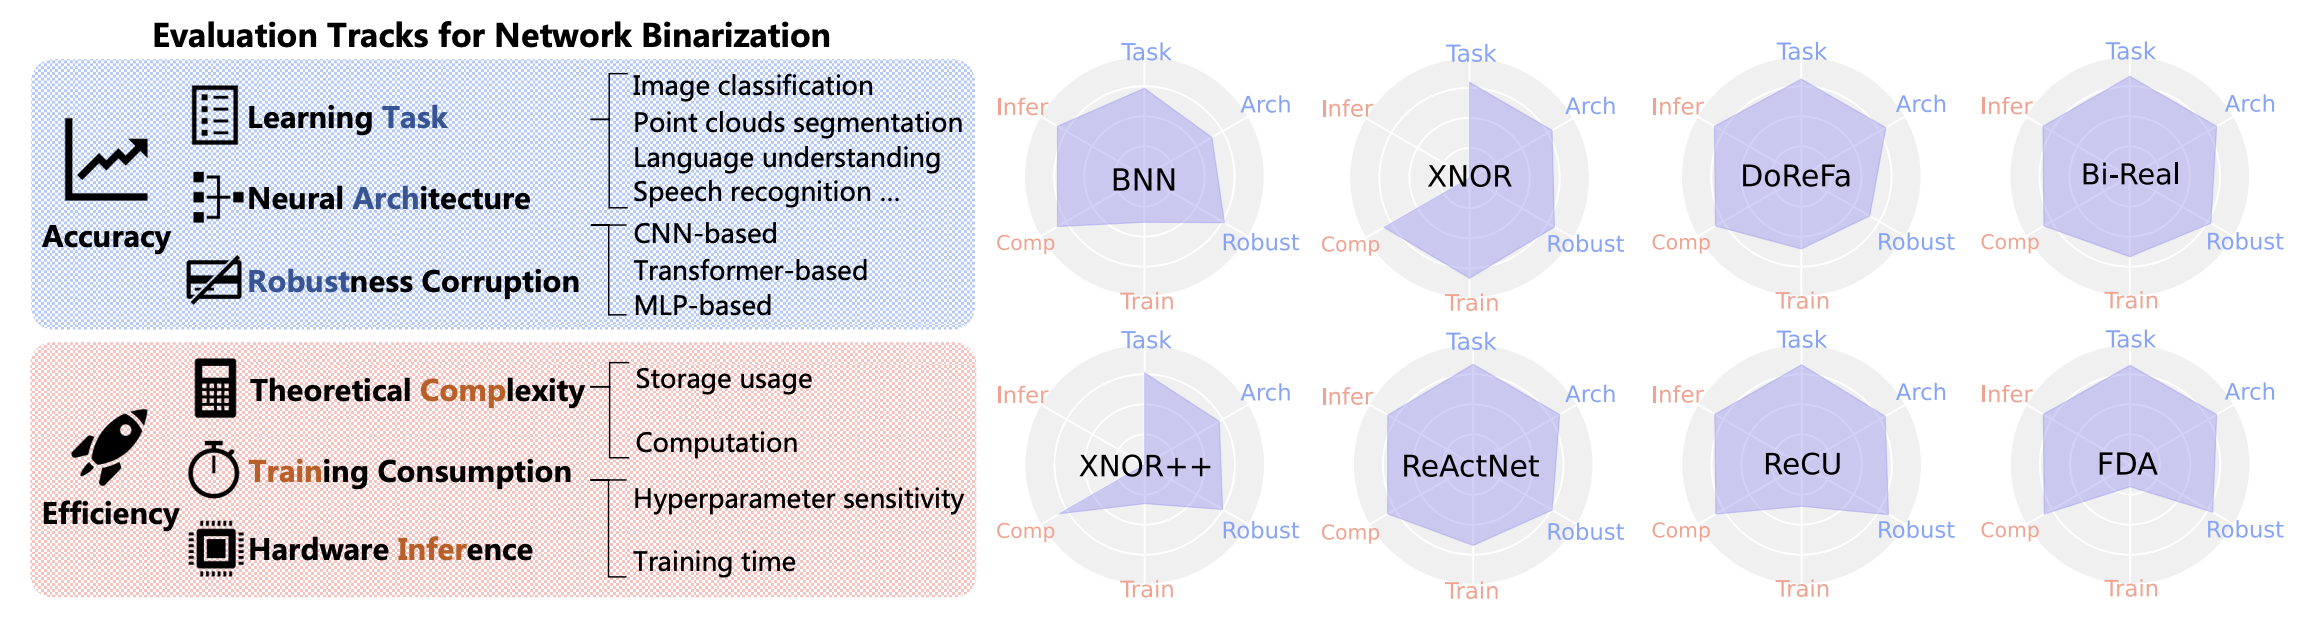 Evaluation Tracks for Network Binarization
Accuracy
Learning Task
Image classification
Point clouds segmentation
Language understanding
Speech recognition ...
Neural Architecture
CNN-based
Transformer-based
MLP-based
Robustness Corruption
Efficiency
Theoretical Complexity
Storage usage
Computation
Training Consumption
Hyperparameter sensitivity
Training time
Hardware Inference
Task
Infer
Arch
BNN
Comp
Robust
Train
Task
Infer
Arch
XNOR
Comp
Robust
Train
Task
Infer
Arch
DoReFa
Comp
Robust
Train
Task
Infer
Arch
Bi-Real
Comp
Robust
Train
Task
Infer
Arch
XNOR++
Comp
Robust
Train
Task
Infer
Arch
ReActNet
Comp
Robust
Train
Task
Infer
Arch
ReCU
Comp
Robust
Train
Task
Infer
Arch
FDA
Comp
Robust
Train